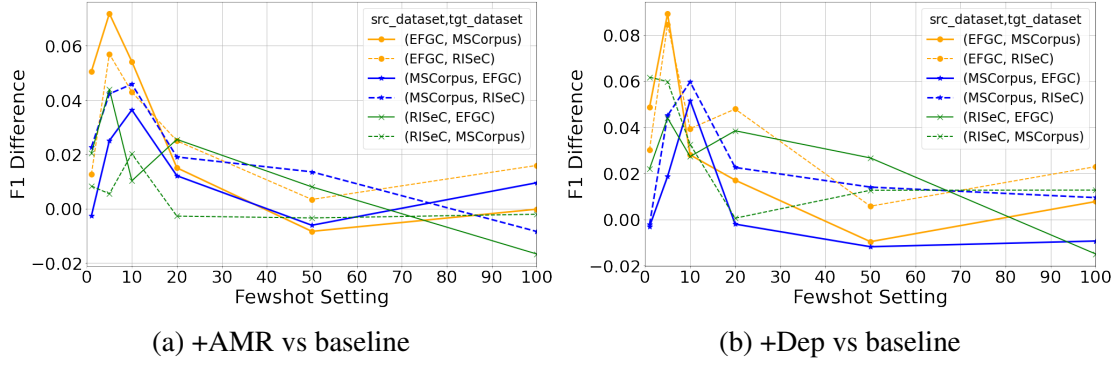 src_dataset,tgt_dataset
(EFGC, MSCorpus)
(EFGC, RISeC)
(MSCorpus, EFGC)
(MSCorpus, RISeC)
(RISeC, EFGC)
(RISeC, MSCorpus)
F1 Difference
0.06
0.04
0.02
0.00
−0.02
0 10 20 30 40 50 60 70 80 90 100
Fewshot Setting
(a) +AMR vs baseline
src_dataset,tgt_dataset
(EFGC, MSCorpus)
(EFGC, RISeC)
(MSCorpus, EFGC)
(MSCorpus, RISeC)
(RISeC, EFGC)
(RISeC, MSCorpus)
F1 Difference
0.08
0.06
0.04
0.02
0.00
−0.02
0 10 20 30 40 50 60 70 80 90 100
Fewshot Setting
(b) +Dep vs baseline